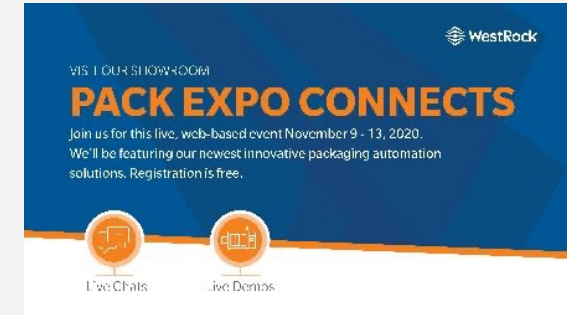 WestRock
VISIT OUR SHOWROOM
PACK EXPO CONNECTS
Join us for this live, web-based event November 9 - 13, 2020.
We'll be featuring our newest innovative packaging automation
solutions. Registration is free.
Live Chats
Live Demos